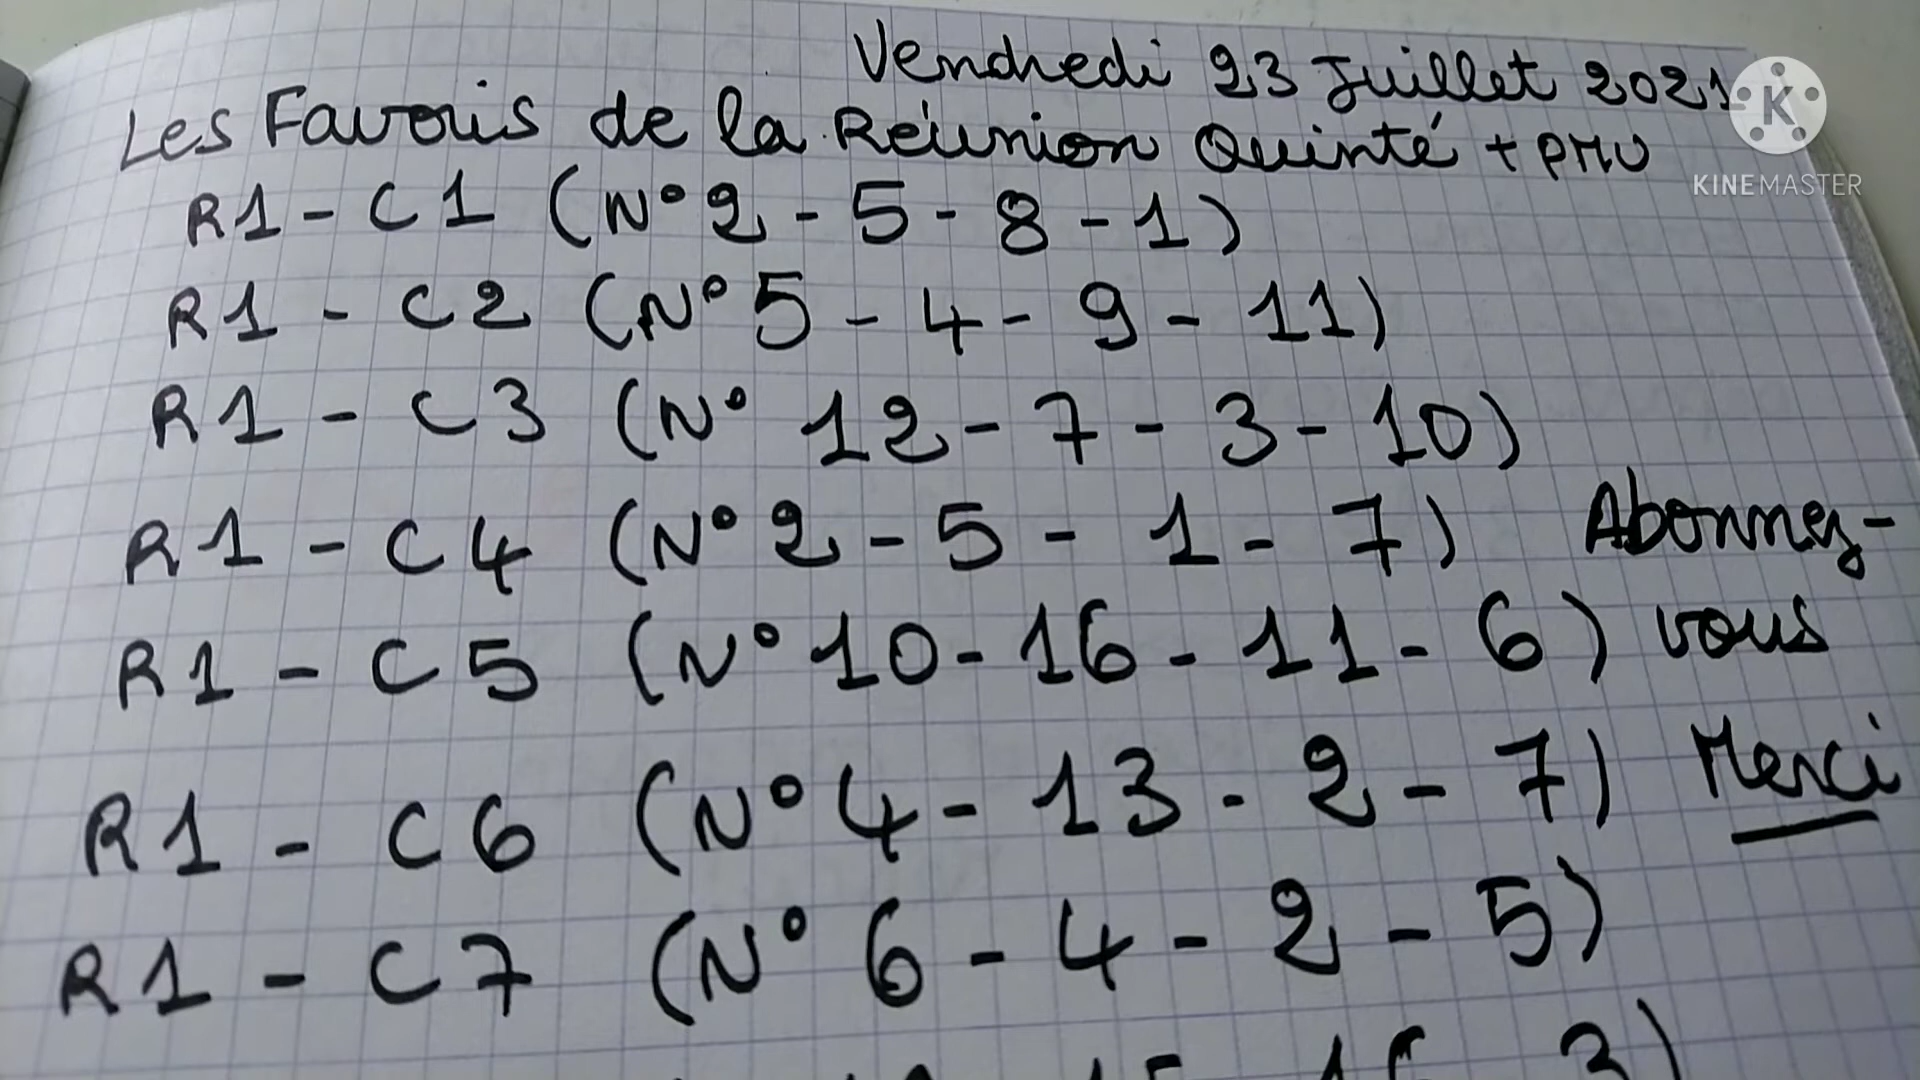 Vendredi 23 Juillet 2021
Les Favoris de la Réunion Quinté + PMU
KINEMASTER
R1 - C1 (N° 2 - 5 - 8 - 1)
R1 - C2 (N° 5 - 4 - 9 - 11)
R1 - C3 (N° 12 - 7 - 3 - 10)
R1 - C4 (N° 2 - 5 - 1 - 7) Abonnez-
R1 - C5 (N° 10 - 16 - 11 - 6) vous
R1 - C6 (N° 4 - 13 - 2 - 7) Merci
R1 - C7 (N° 6 - 4 - 2 - 5)